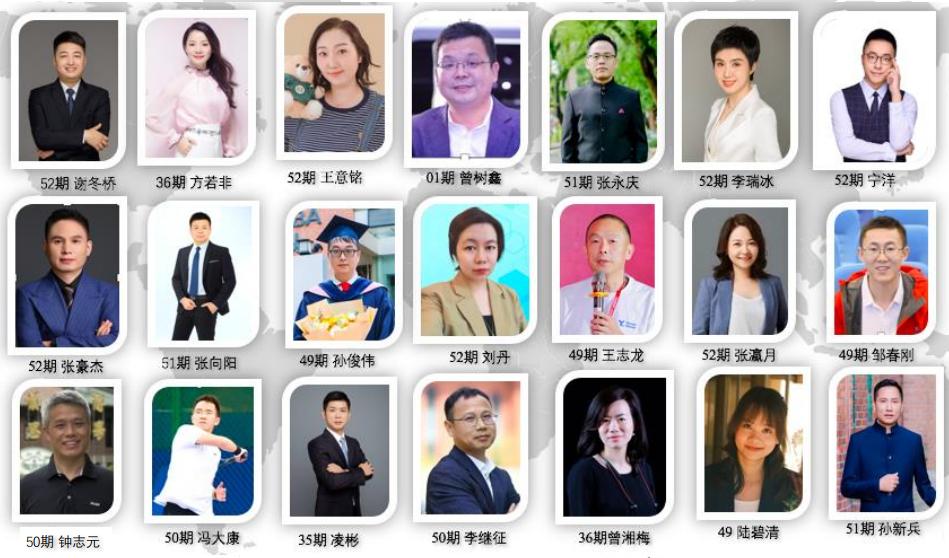 52期 谢冬桥
36期 方若非
52期 王意铭
01期 曾树鑫
51期 张永庆
52期 李瑞冰
52期 宁洋
52期 张豪杰
51期 张向阳
49期 孙俊伟
52期 刘丹
49期 王志龙
52期 张瀛月
49期 邹春刚
50期 钟志元
50期 冯大康
35期 凌彬
50期 李继征
36期曾湘梅
49 陆碧清
51期 孙新兵